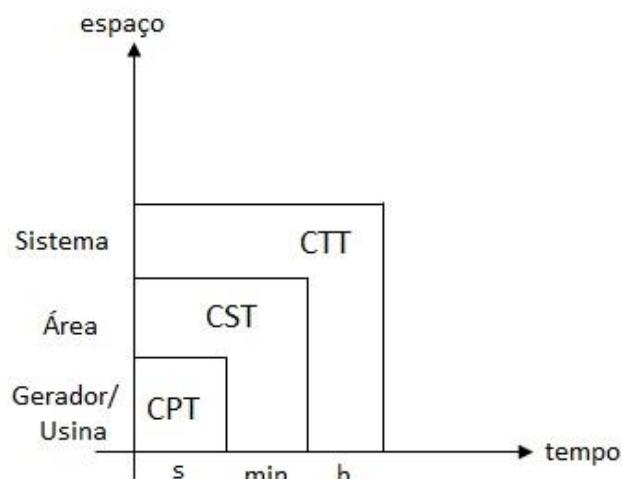 espaço
Sistema
CTT
Área
CST
Gerador/
Usina
CPT
tempo
s
min
h